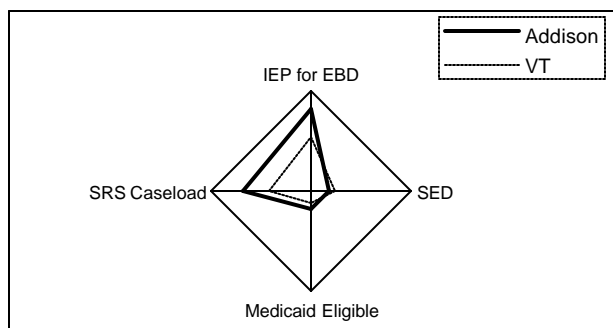 Addison
VT
IEP for EBD
SRS Caseload
SED
Medicaid Eligible